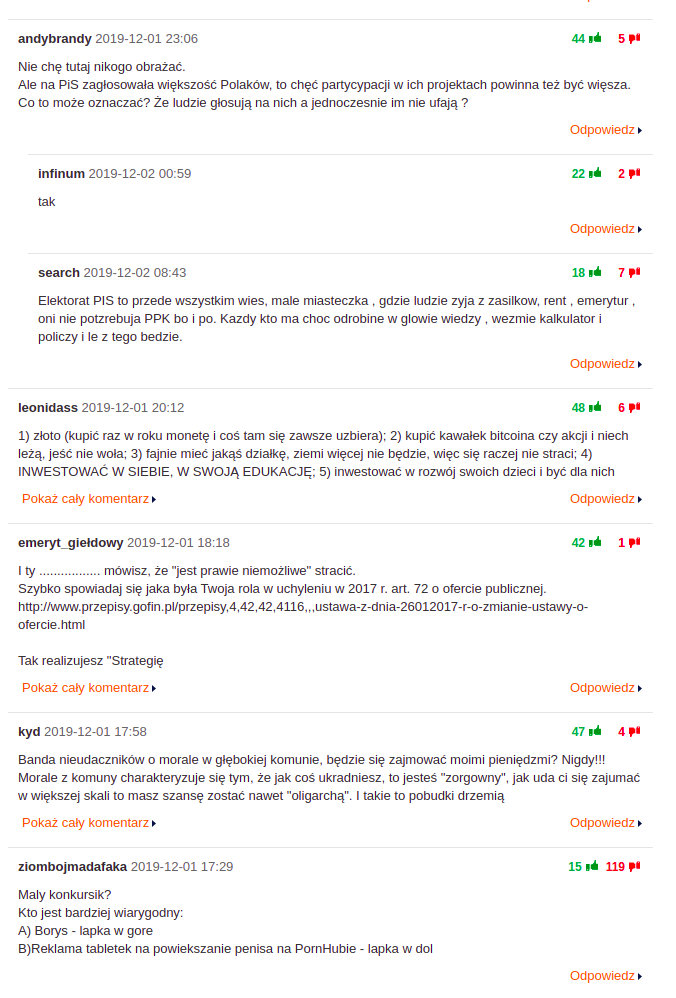 andybrandy 2019-12-01 23:06 44 5
Nie chę tutaj nikogo obrażać.
Ale na PiS zagłosowała większość Polaków, to chęć partycypacji w ich projektach powinna też być więsza.
Co to może oznaczać? Że ludzie głosują na nich a jednoczesnie im nie ufają ?
Odpowiedz
infinum 2019-12-02 00:59 22 2
tak
Odpowiedz
search 2019-12-02 08:43 18 7
Elektorat PIS to przede wszystkim wies, male miasteczka , gdzie ludzie zyja z zasilkow, rent , emerytur ,
oni nie potzrebuja PPK bo i po. Kazdy kto ma choc odrobine w glowie wiedzy , wezmie kalkulator i
policzy i le z tego bedzie.
Odpowiedz
leonidass 2019-12-01 20:12 48 6
1) złoto (kupić raz w roku monetę i coś tam się zawsze uzbiera); 2) kupić kawałek bitcoina czy akcji i niech
leżą, jeść nie woła; 3) fajnie mieć jakąś działkę, ziemi więcej nie będzie, więc się raczej nie straci; 4)
INWESTOWAĆ W SIEBIE, W SWOJĄ EDUKACJĘ; 5) inwestować w rozwój swoich dzieci i być dla nich
Pokaż cały komentarz Odpowiedz
emeryt_giełdowy 2019-12-01 18:18 42 1
I ty ................. mówisz, że "jest prawie niemożliwe" stracić.
Szybko spowiadaj się jaka była Twoja rola w uchyleniu w 2017 r. art. 72 o ofercie publicznej.
http://www.przepisy.gofin.pl/przepisy,4,42,42,4116,,,ustawa-z-dnia-26012017-r-o-zmianie-ustawy-o-
ofercie.html
Tak realizujesz "Strategię
Pokaż cały komentarz Odpowiedz
kyd 2019-12-01 17:58 47 4
Banda nieudaczników o morale w głębokiej komunie, będzie się zajmować moimi pieniędzmi? Nigdy!!!
Morale z komuny charakteryzuje się tym, że jak coś ukradniesz, to jesteś "zorgowny", jak uda ci się zajumać
w większej skali to masz szansę zostać nawet "oligarchą". I takie to pobudki drzemią
Pokaż cały komentarz Odpowiedz
ziombojmadafaka 2019-12-01 17:29 15 119
Maly konkursik?
Kto jest bardziej wiarygodny:
A) Borys - lapka w gore
B)Reklama tabletek na powiekszanie penisa na PornHubie - lapka w dol
Odpowiedz